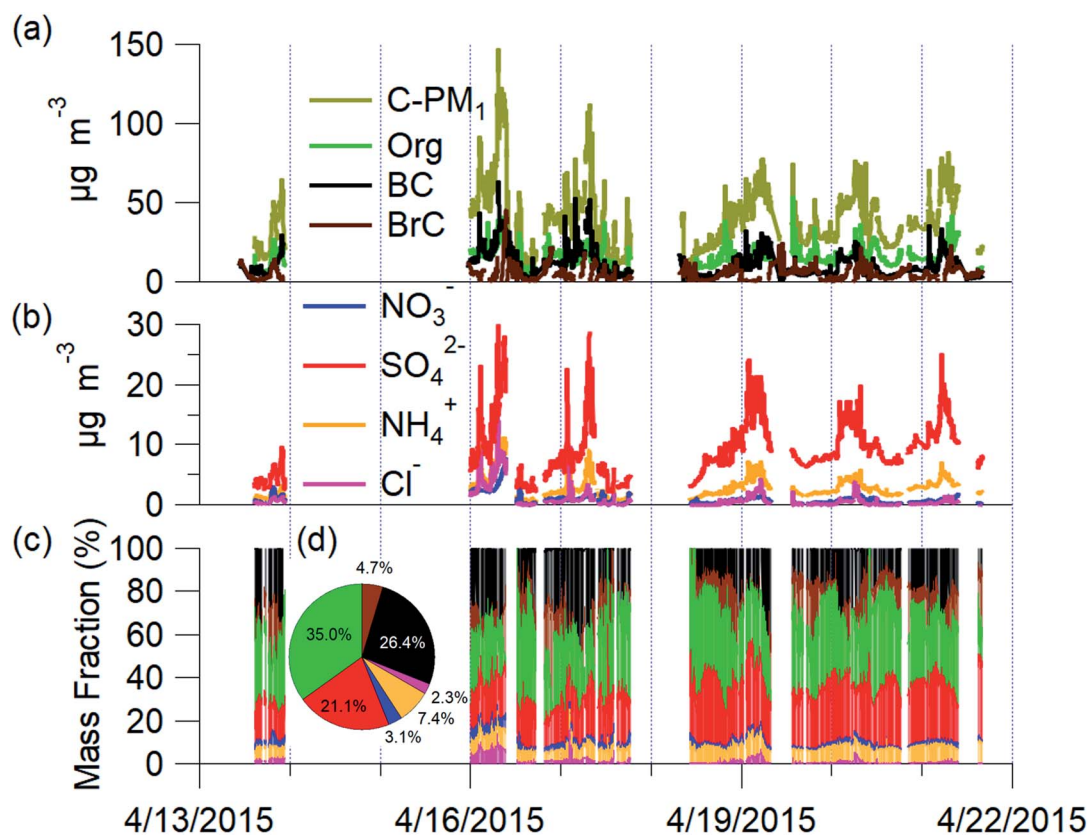 (a)
150
100
50
0
µg m⁻³
C-PM₁
Org
BC
BrC
(b)
30
20
10
0
µg m⁻³
NO₃⁻
SO₄²⁻
NH₄⁺
Cl⁻
(c)
100
80
60
40
20
0
Mass Fraction (%)
(d)
4.7%
26.4%
2.3%
7.4%
3.1%
21.1%
35.0%
4/13/2015 4/16/2015 4/19/2015 4/22/2015